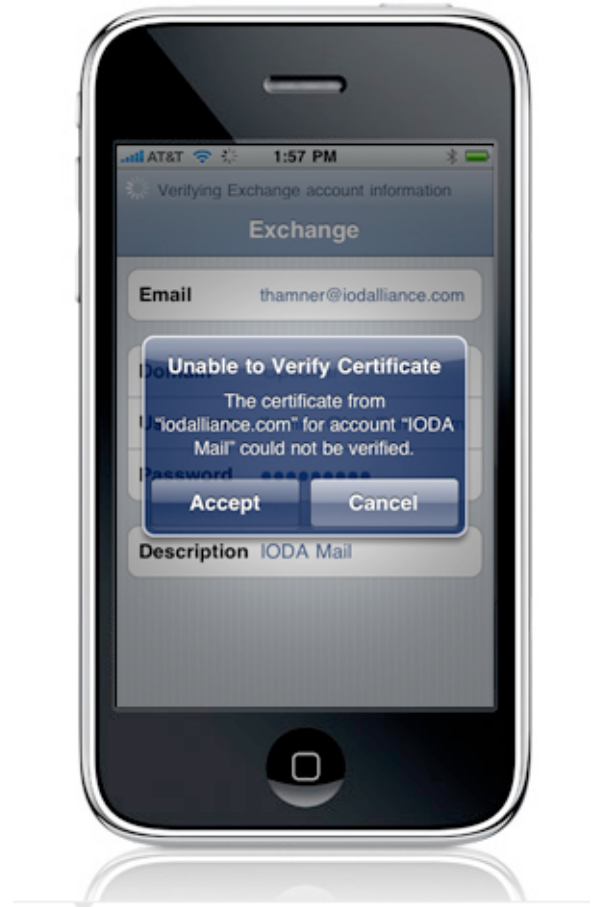 AT&T 1:57 PM
Verifying Exchange account information
Exchange
Email thamner@iodalliance.com
Unable to Verify Certificate
The certificate from
"iodalliance.com" for account "IODA
Mail" could not be verified.
Password
Accept Cancel
Description IODA Mail